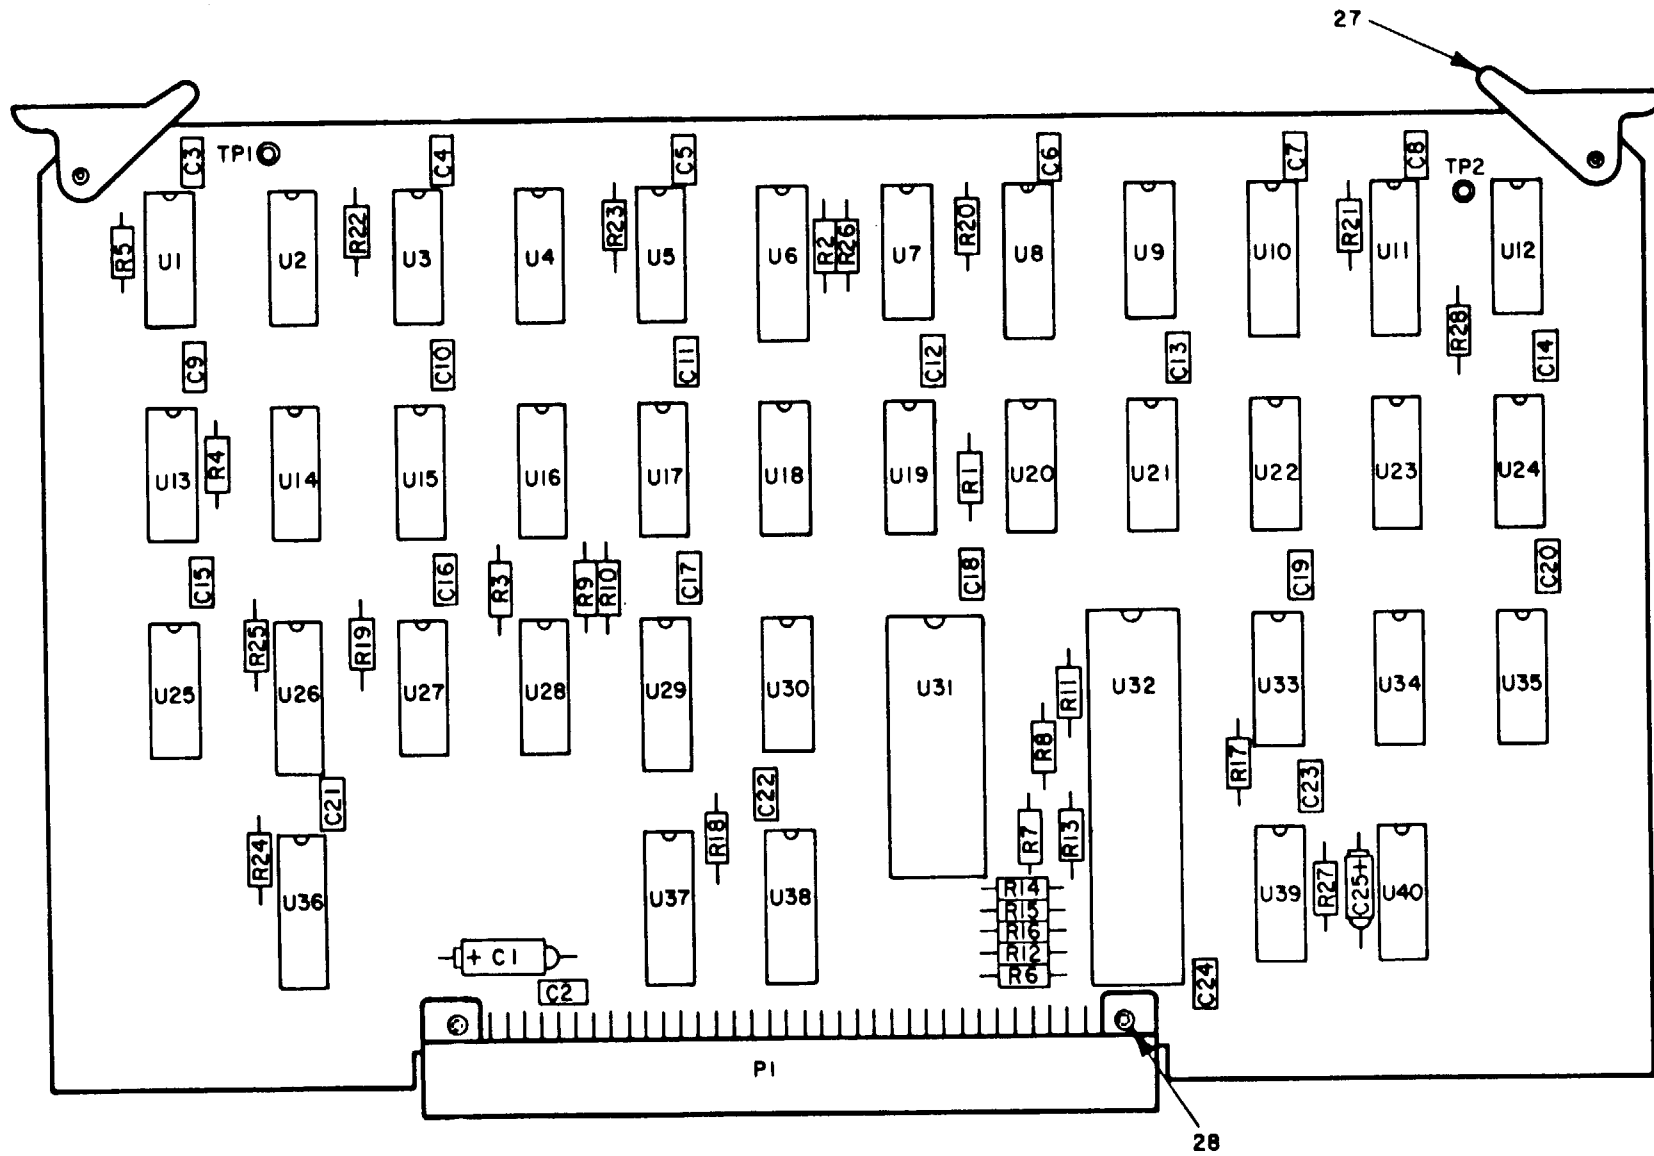 27
C3 TP1 C4 C5 C6 C7 C8 TP2
R5 U1 U2 R22 U3 U4 R23 U5 U6 R2 R26 U7 R20 U8 U9 U10 R21 U11 U12
R28
C9 C10 C11 C12 C13 C14
U13 R4 U14 U15 U16 U17 U18 U19 R1 U20 U21 U22 U23 U24
C15 C16 R3 R9 R10 C17 C18 C19 C20
U25 R25 U26 R19 U27 U28 U29 U30 U31 R11 U32 U33 U34 U35
R8 R17
C21 C22 C23
R24 U36 U37 R18 U38 R7 R13 U39 R27 C25+ U40
R14
R15
R16
R12
R6
+ C1
C2 C24
P1
28